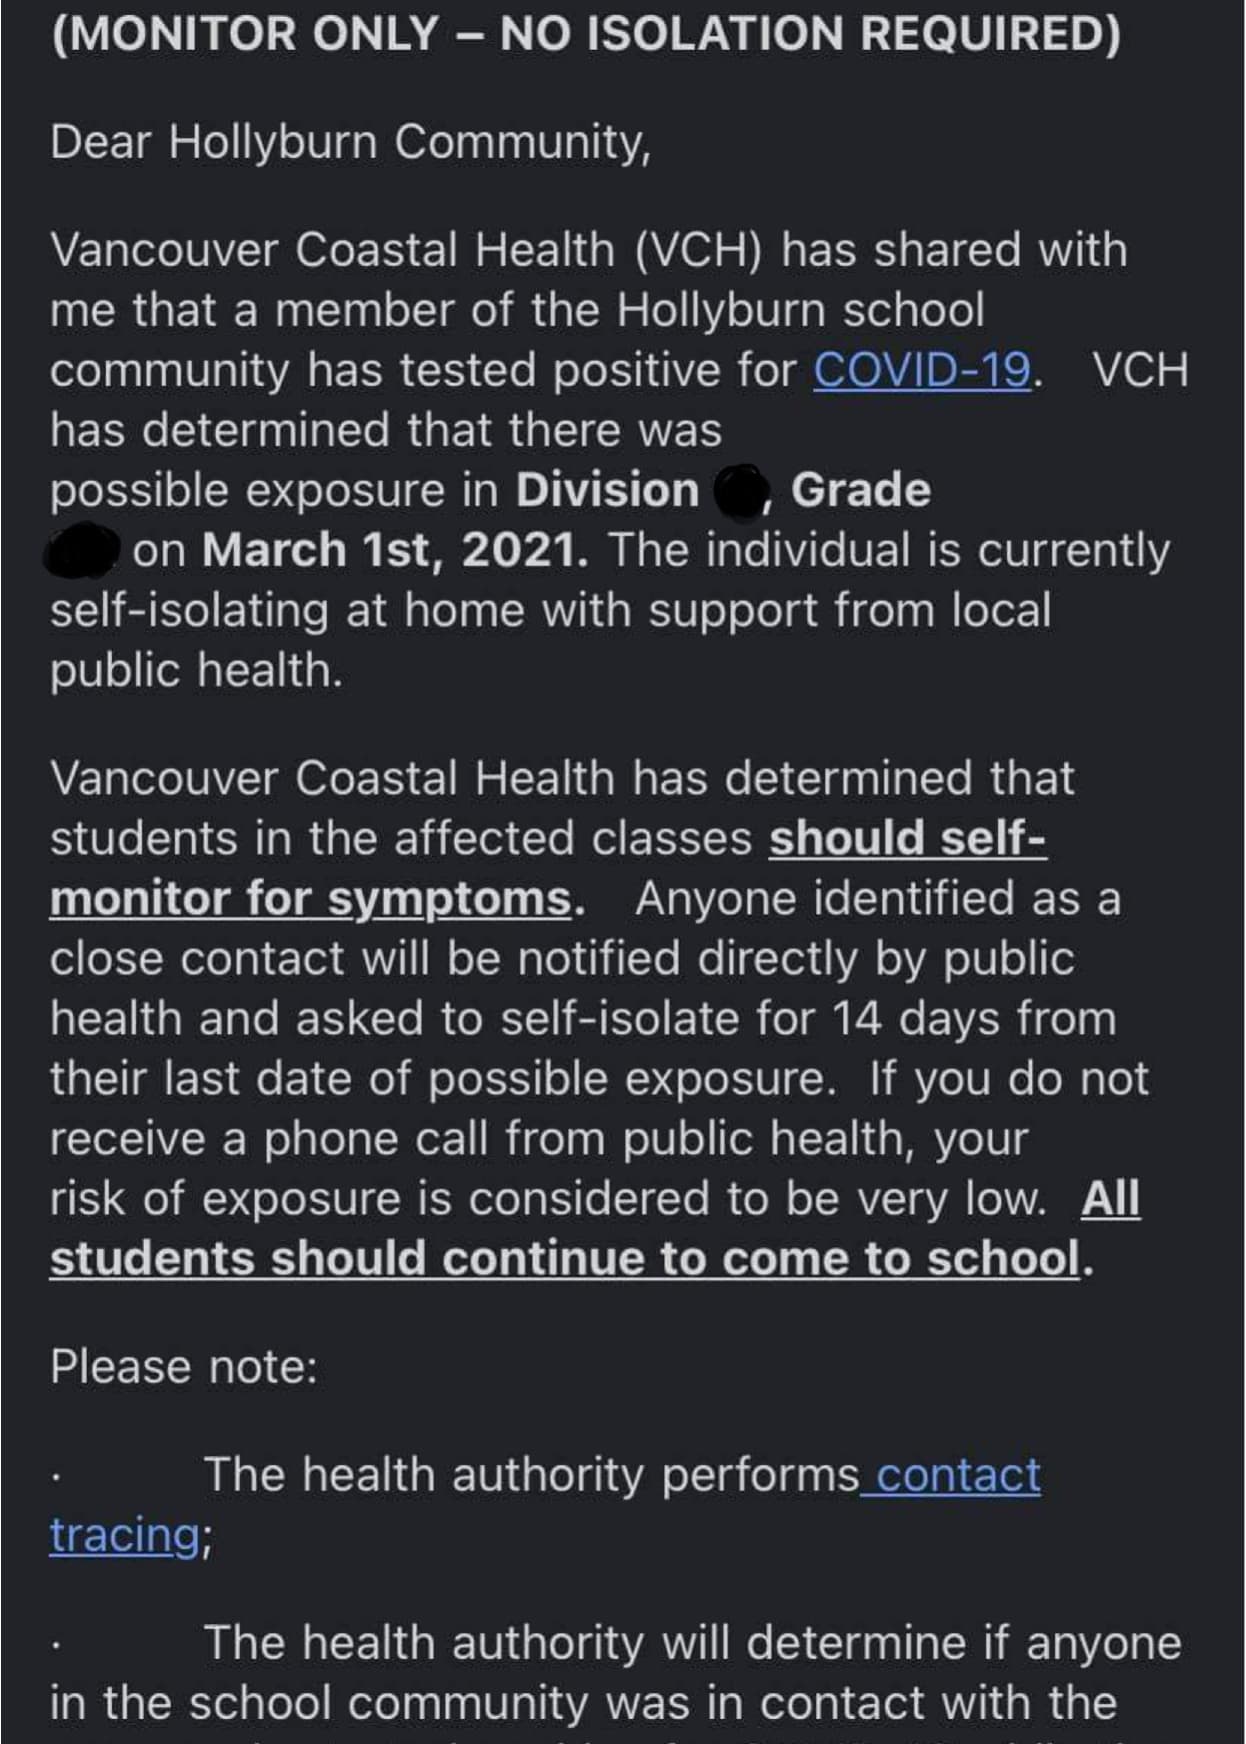 (MONITOR ONLY – NO ISOLATION REQUIRED)
Dear Hollyburn Community,
Vancouver Coastal Health (VCH) has shared with
me that a member of the Hollyburn school
community has tested positive for COVID-19. VCH
has determined that there was
possible exposure in Division , Grade
on March 1st, 2021. The individual is currently
self-isolating at home with support from local
public health.
Vancouver Coastal Health has determined that
students in the affected classes should self-
monitor for symptoms. Anyone identified as a
close contact will be notified directly by public
health and asked to self-isolate for 14 days from
their last date of possible exposure. If you do not
receive a phone call from public health, your
risk of exposure is considered to be very low. All
students should continue to come to school.
Please note:
· The health authority performs contact
tracing;
· The health authority will determine if anyone
in the school community was in contact with the